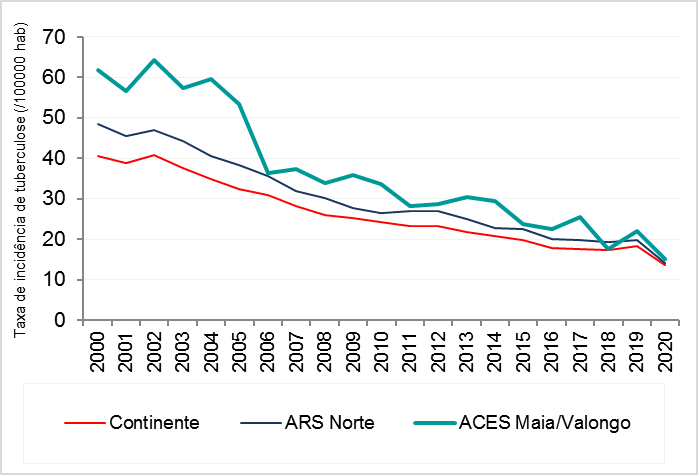 Taxa de incidência de tuberculose (/100000 hab)
70
60
50
40
30
20
10
0
2000 2001 2002 2003 2004 2005 2006 2007 2008 2009 2010 2011 2012 2013 2014 2015 2016 2017 2018 2019 2020
Continente ARS Norte ACES Maia/Valongo